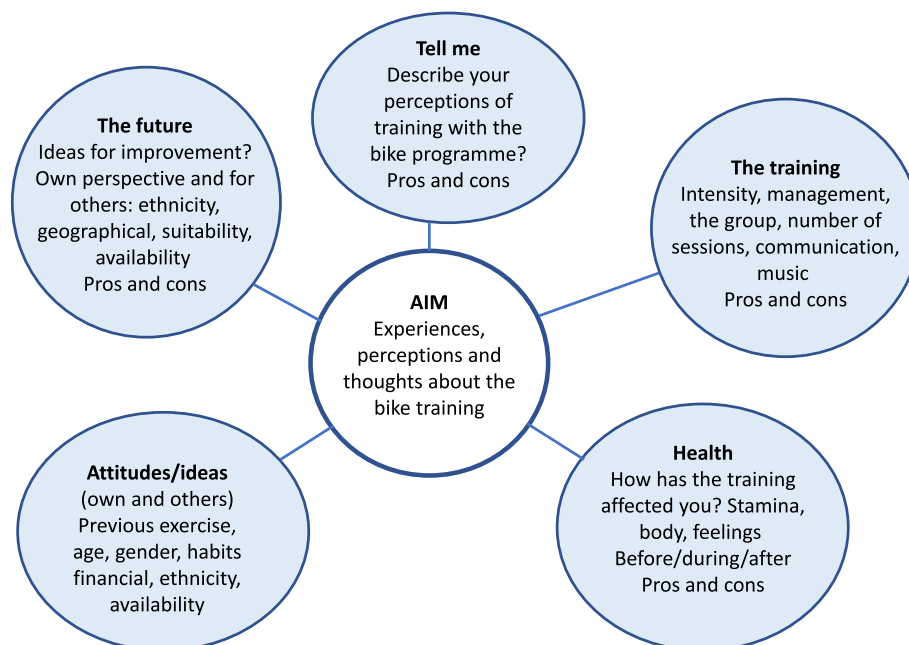 Tell me
Describe your
perceptions of
training with the
bike programme?
Pros and cons
The future
Ideas for improvement?
Own perspective and for
others: ethnicity,
geographical, suitability,
availability
Pros and cons
The training
Intensity, management,
the group, number of
sessions, communication,
music
Pros and cons
AIM
Experiences,
perceptions and
thoughts about the
bike training
Attitudes/ideas
(own and others)
Previous exercise,
age, gender, habits
financial, ethnicity,
availability
Health
How has the training
affected you? Stamina,
body, feelings
Before/during/after
Pros and cons